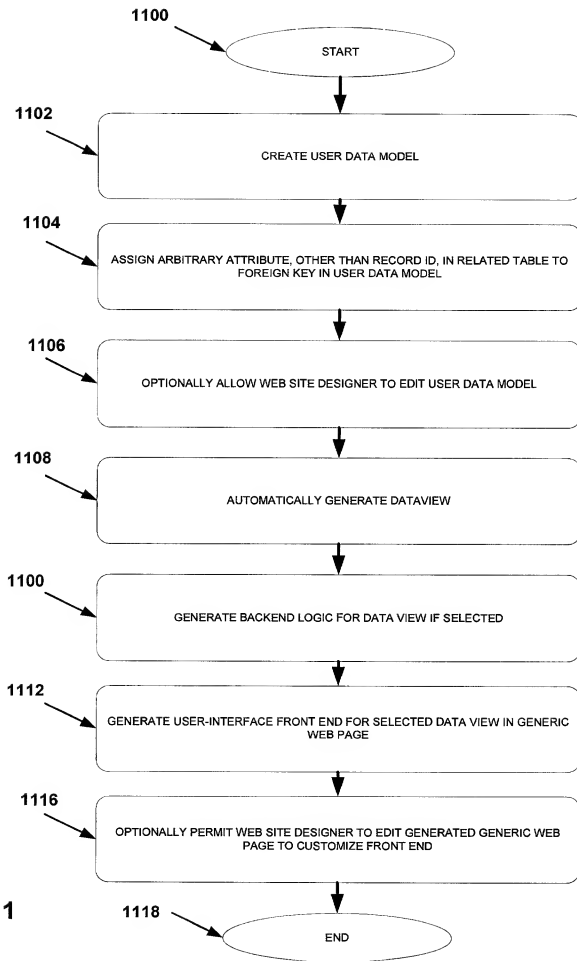 1100
START
1102
CREATE USER DATA MODEL
1104
ASSIGN ARBITRARY ATTRIBUTE, OTHER THAN RECORD ID, IN RELATED TABLE TO
FOREIGN KEY IN USER DATA MODEL
1106
OPTIONALLY ALLOW WEB SITE DESIGNER TO EDIT USER DATA MODEL
1108
AUTOMATICALLY GENERATE DATAVIEW
1100
GENERATE BACKEND LOGIC FOR DATA VIEW IF SELECTED
1112
GENERATE USER-INTERFACE FRONT END FOR SELECTED DATA VIEW IN GENERIC
WEB PAGE
1116
OPTIONALLY PERMIT WEB SITE DESIGNER TO EDIT GENERATED GENERIC WEB
PAGE TO CUSTOMIZE FRONT END
1
1118
END